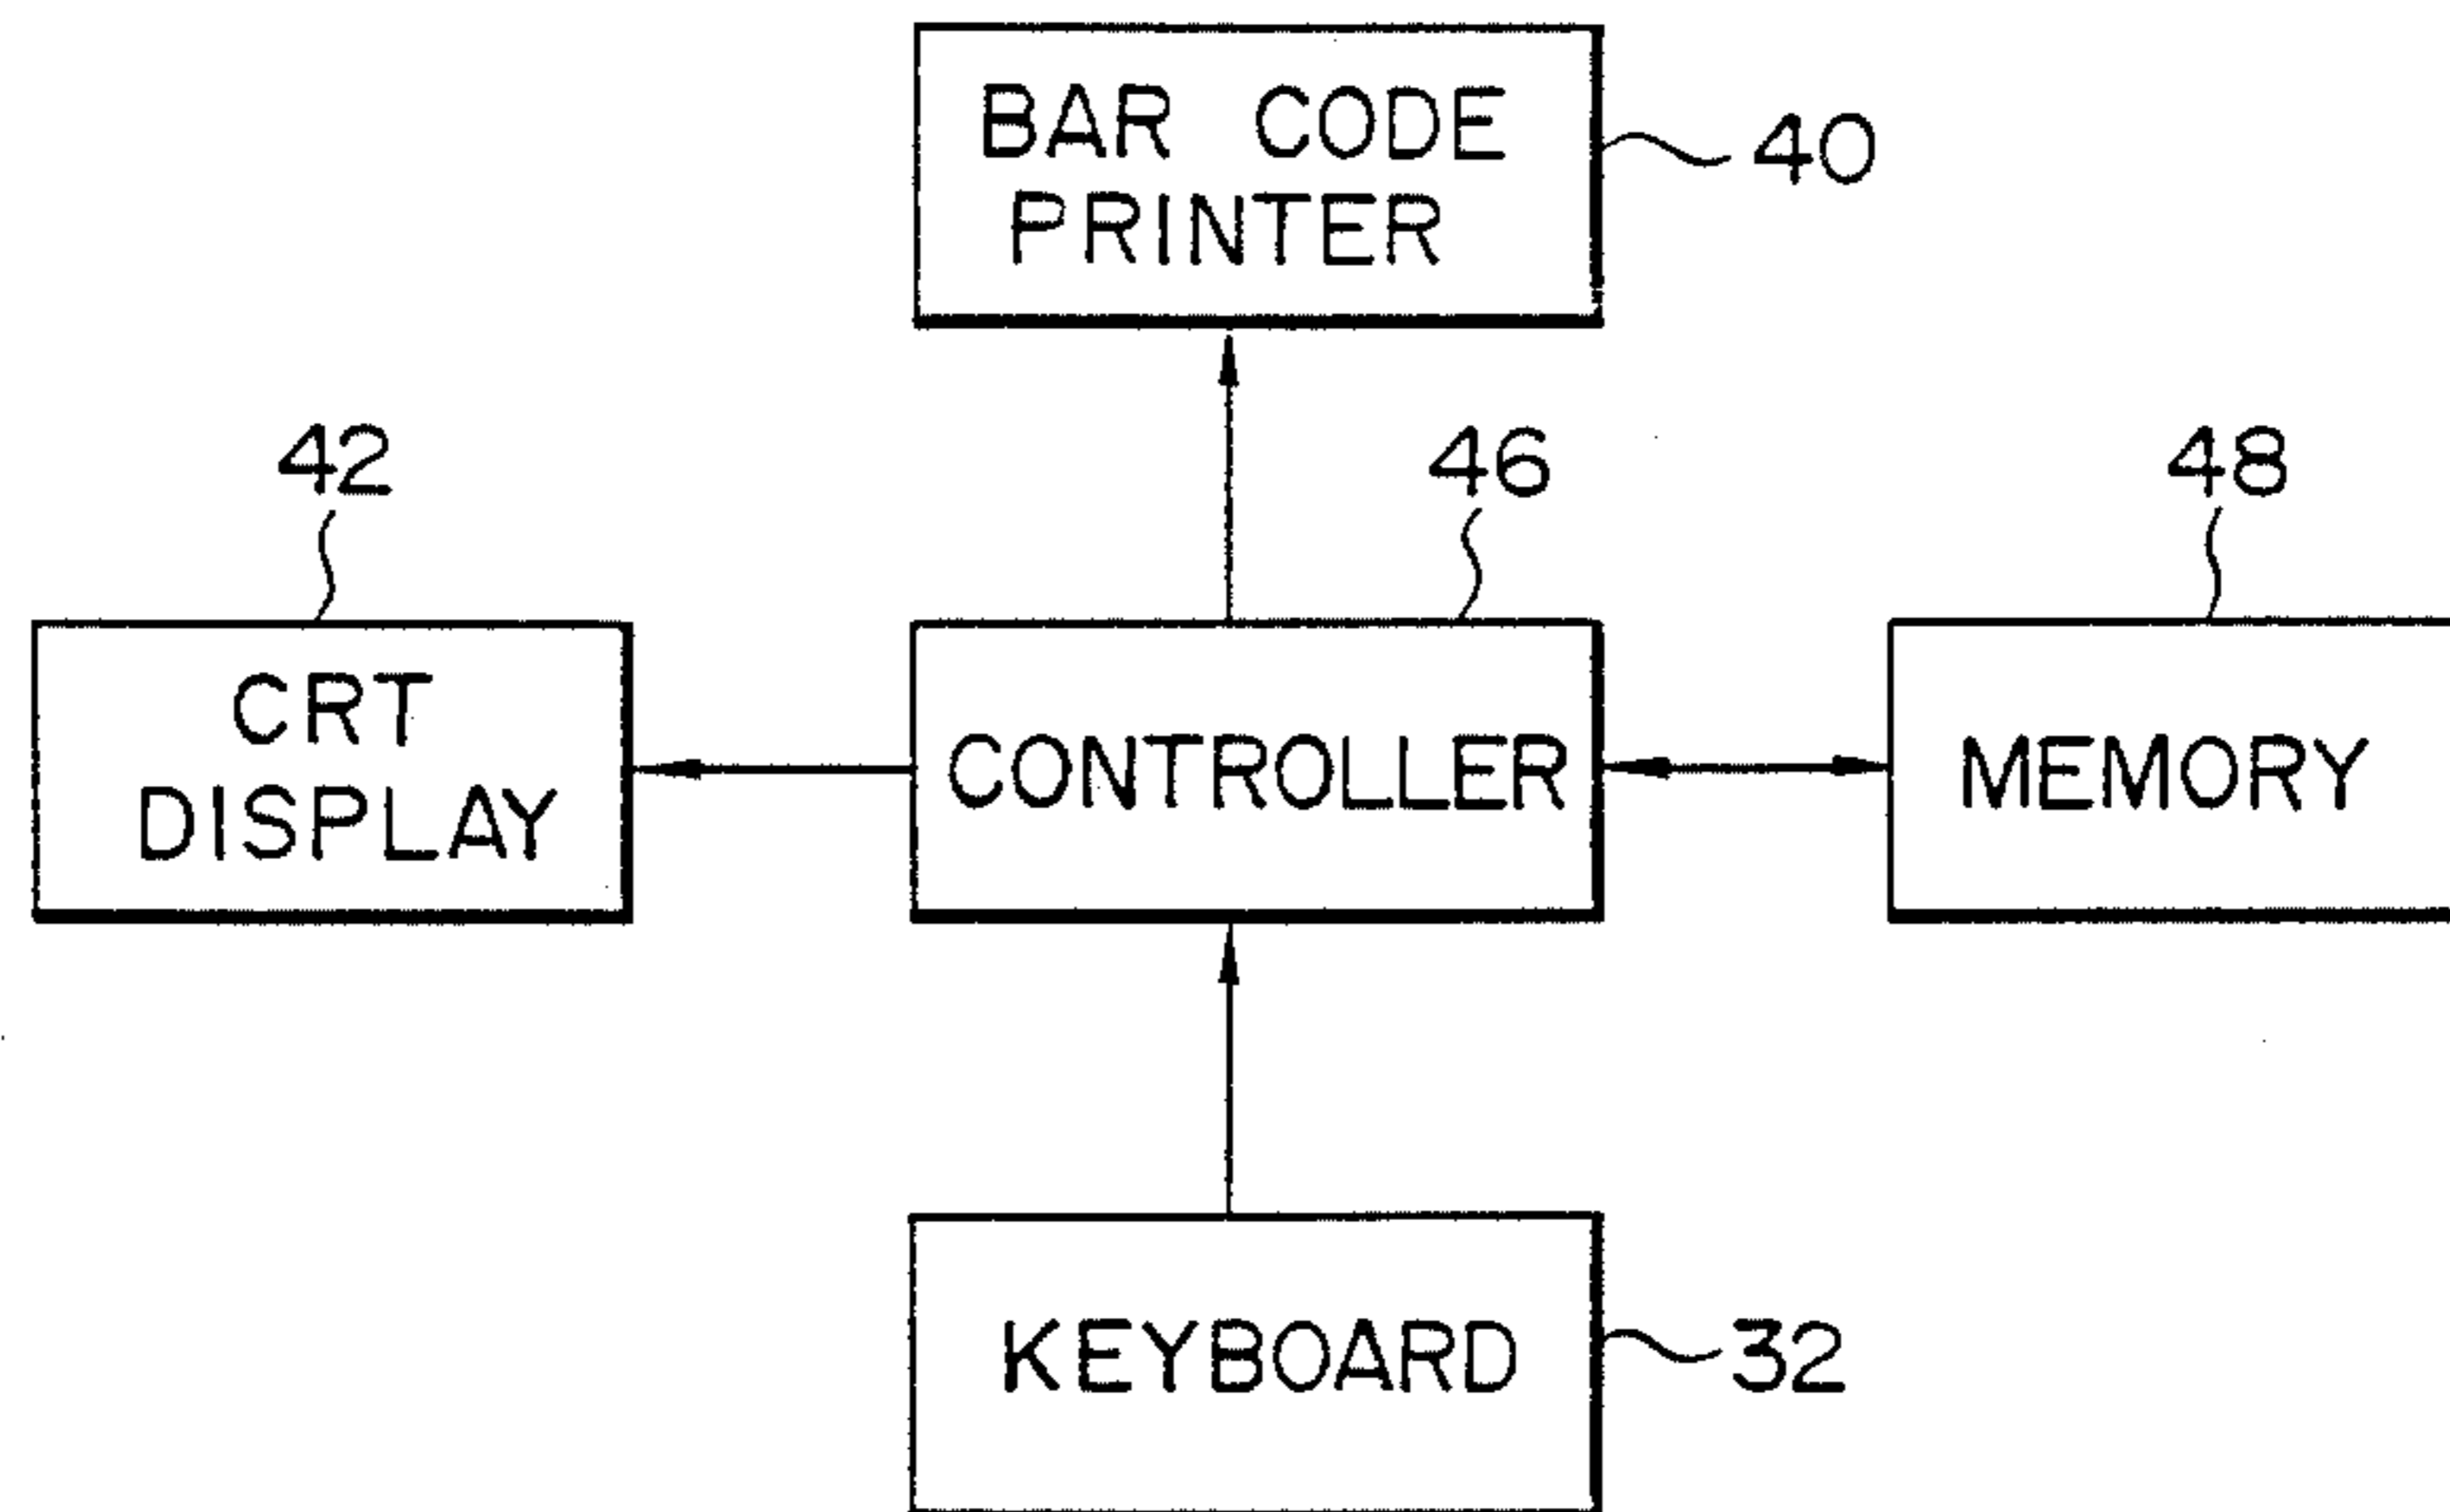 BAR CODE
PRINTER
40
42
46
48
CRT
DISPLAY
CONTROLLER
MEMORY
KEYBOARD
32